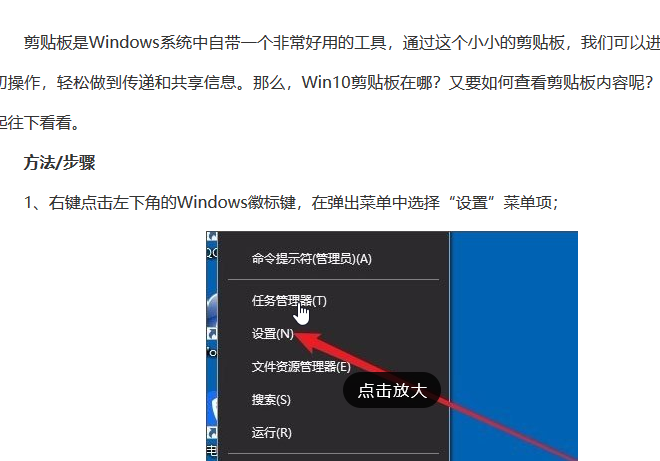 剪贴板是Windows系统中自带一个非常好用的工具，通过这个小小的剪贴板，我们可以进
切操作，轻松做到传递和共享信息。那么，Win10剪贴板在哪？又要如何查看剪贴板内容呢？
起往下看看。
方法/步骤
1、右键点击左下角的Windows徽标键，在弹出菜单中选择“设置”菜单项；
命令提示符(管理员)(A)
任务管理器(T)
设置(N)
文件资源管理器(E)
点击放大
搜索(S)
运行(R)